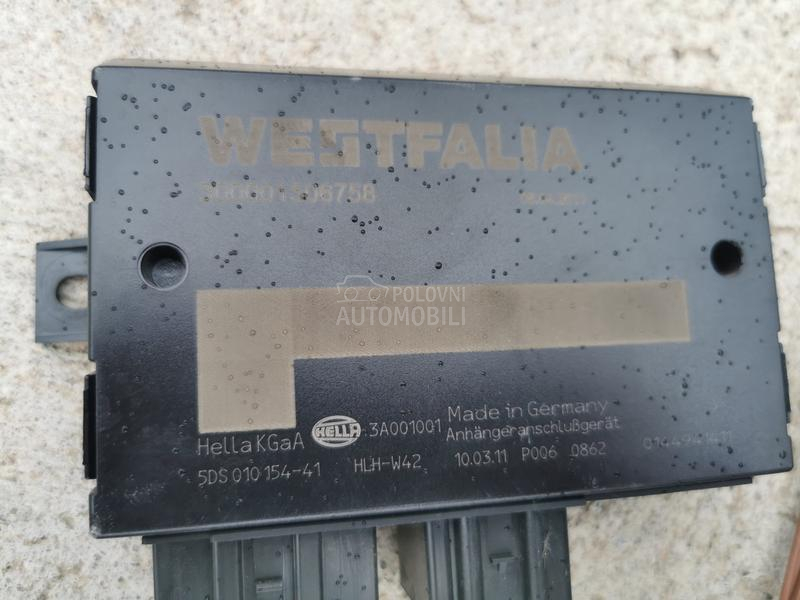 WESTFALIA
POLOVNI
AUTOMOBILI
Hella KGaA HELLA 3A001001 Made in Germany
Anhängeranschlußgerät
5DS 010 154-41 HLH-W42 10.03.11 P006 0862